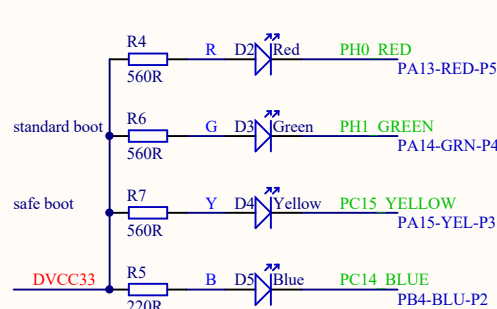 R4 R D2 Red PH0_RED
560R PA13-RED-P5
R6 G D3 Green PH1_GREEN
standard boot
560R PA14-GRN-P4
R7 Y D4 Yellow PC15_YELLOW
safe boot
560R PA15-YEL-P3
DVCC33 R5 B D5 Blue PC14_BLUE
220R PB4-BLU-P2